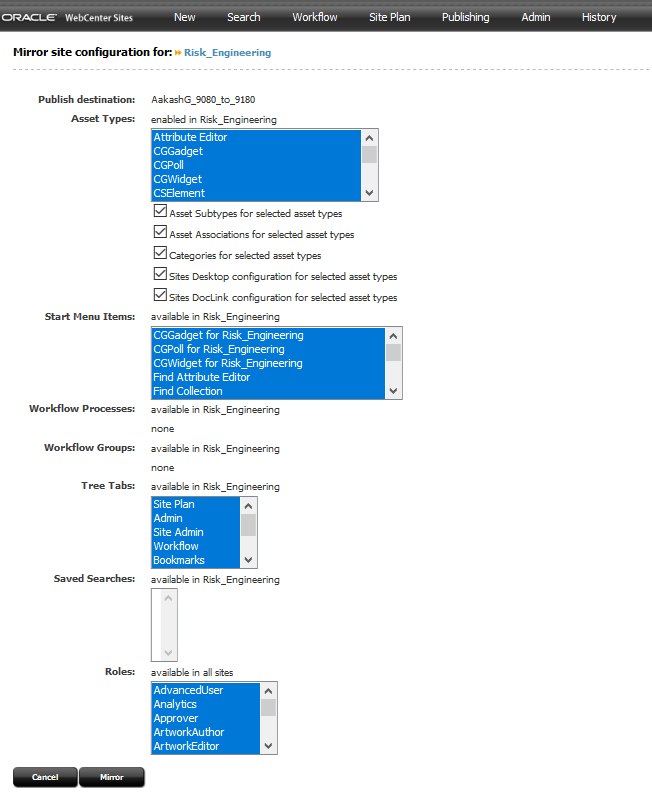 ORACLE WebCenter Sites New Search Workflow Site Plan Publishing Admin History
Mirror site configuration for: Risk_Engineering
Publish destination: AakashG_9080_to_9180
Asset Types: enabled in Risk_Engineering
Attribute Editor
CGGadget
CGPoll
CGWidget
CSElement
Asset Subtypes for selected asset types
Asset Associations for selected asset types
Categories for selected asset types
Sites Desktop configuration for selected asset types
Sites DocLink configuration for selected asset types
Start Menu Items: available in Risk_Engineering
CGGadget for Risk_Engineering
CGPoll for Risk_Engineering
CGWidget for Risk_Engineering
Find Attribute Editor
Find Collection
Workflow Processes: available in Risk_Engineering
none
Workflow Groups: available in Risk_Engineering
none
Tree Tabs: available in Risk_Engineering
Site Plan
Admin
Site Admin
Workflow
Bookmarks
Saved Searches: available in Risk_Engineering
Roles: available in all sites
AdvancedUser
Analytics
Approver
ArtworkAuthor
ArtworkEditor
Cancel Mirror